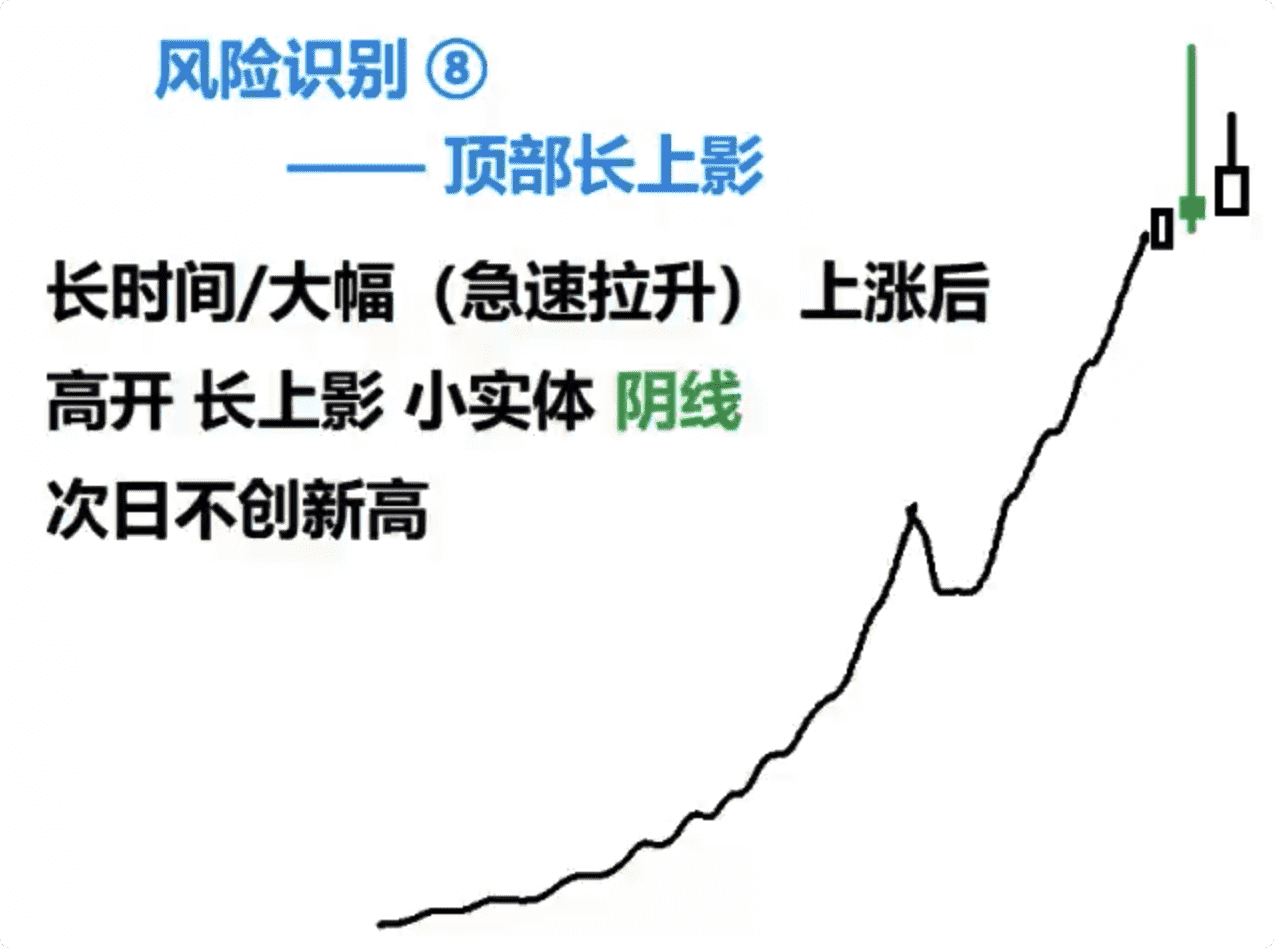 风险识别 ⑧
—— 顶部长上影
长时间/大幅（急速拉升） 上涨后
高开 长上影 小实体 阴线
次日不创新高